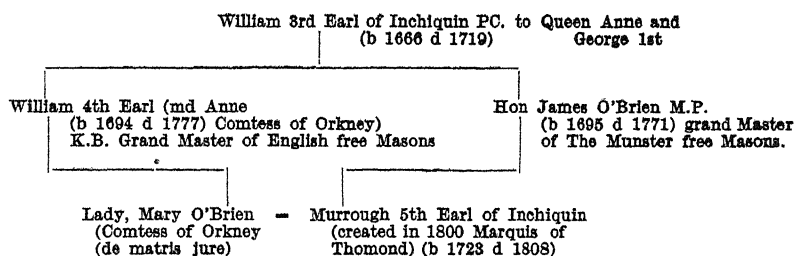 William 3rd Earl of Inchiquin PC. to Queen Anne and
(b 1666 d 1719) George 1st
William 4th Earl (md Anne
(b 1694 d 1777) Comtess of Orkney)
K.B. Grand Master of English free Masons
Hon James O'Brien M.P.
(b 1695 d 1771) grand Master
of The Munster free Masons.
Lady, Mary O'Brien — Murrough 5th Earl of Inchiquin
(Comtess of Orkney (created in 1800 Marquis of
(de matris jure) Thomond) (b 1723 d 1808)